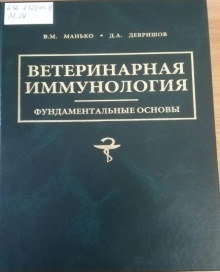 В.М. МАНЬКО • Д.А. ДЕВРИШОВ
ВЕТЕРИНАРНАЯ
ИММУНОЛОГИЯ
ФУНДАМЕНТАЛЬНЫЕ ОСНОВЫ